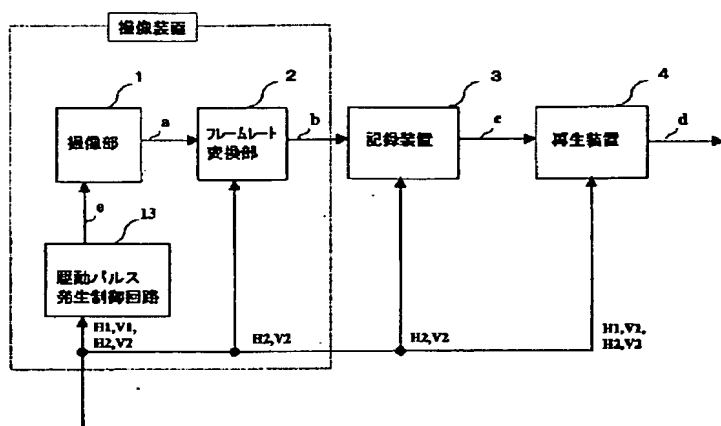 撮像装置
1
2
3
4
a
b
c
d
撮像部
フレームレート
変換部
記録装置
再生装置
e
13
駆動パルス
発生制御回路
H1,V1,
H2,V2
H2,V2
H2,V2
H1,V1,
H2,V2